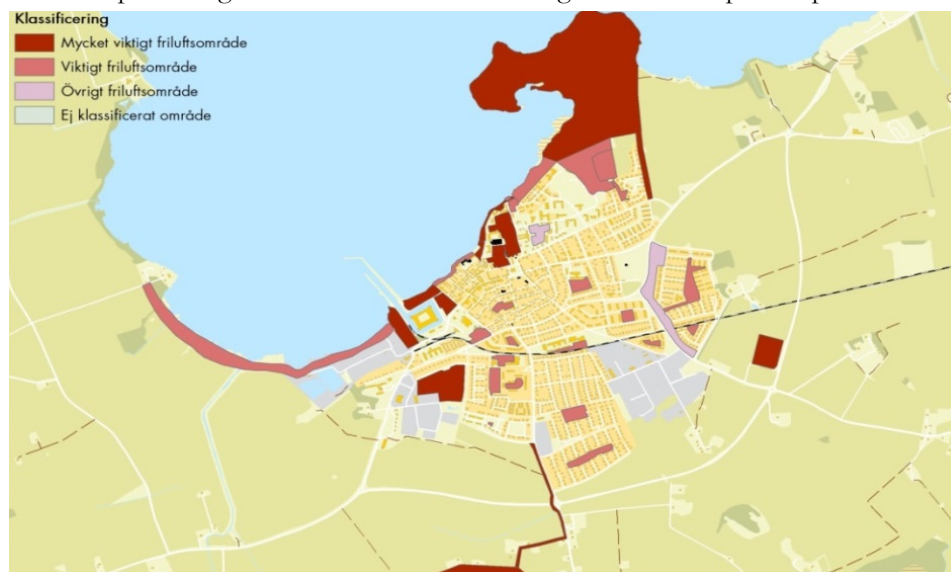 Klassificering
Mycket viktigt friluftsområde
Viktigt friluftsområde
Övrigt friluftsområde
Ej klassificerat område